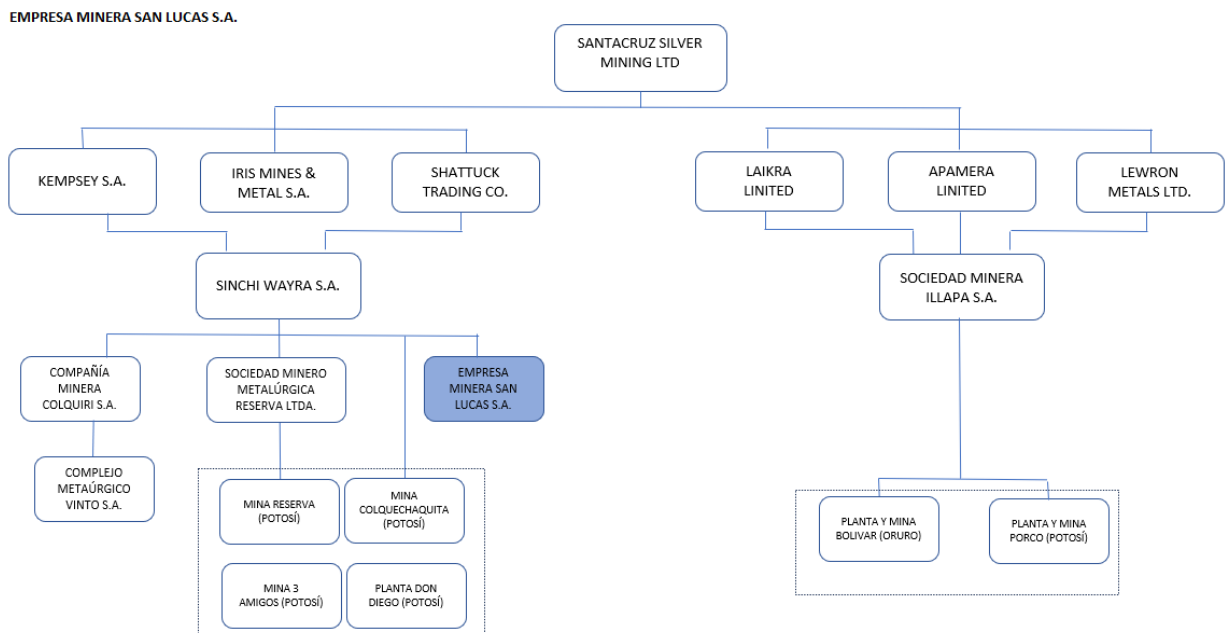 EMPRESA MINERA SAN LUCAS S.A.
SANTACRUZ SILVER
MINING LTD
KEMPSEY S.A.
IRIS MINES &
METAL S.A.
SHATTUCK
TRADING CO.
LAIKRA
LINITED
APAMERA
LINITED
LEWRON
METALS LTD.
SINCHI WAYRA S.A.
SOCIEDAD MINERA
ILLAPA S.A.
COMPAÑÍA
MINERA
COLQUIRI S.A.
SOCIEDAD MINERO
METALÚRGICA
RESERVA LTDA.
EMPRESA
MINERA SAN
LUCAS S.A.
COMPLEJO
METAÚRGICO
VINTO S.A.
MINA RESERVA
(POTOSÍ)
MINA
COLQUECHAQUITA
(POTOSÍ)
PLANTA Y MINA
BOLIVAR (ORURO)
PLANTA Y MINA
PORCO (POTOSÍ)
MINA 3
AMIGOS (POTOSÍ)
PLANTA DON
DIEGO (POTOSÍ)